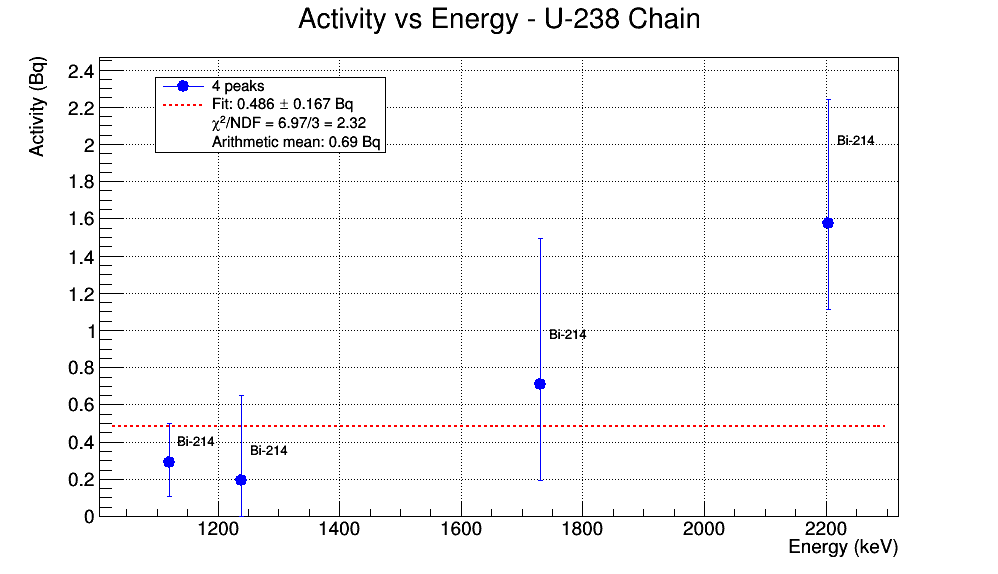 Activity vs Energy - U-238 Chain
Activity (Bq)
4 peaks
Fit: 0.486 ± 0.167 Bq
χ²/NDF = 6.97/3 = 2.32
Arithmetic mean: 0.69 Bq
2.4
2.2
2
1.8
1.6
1.4
1.2
1
0.8
0.6
0.4
0.2
0
Bi-214
Bi-214
Bi-214
Bi-214
1200
1400
1600
1800
2000
2200
Energy (keV)